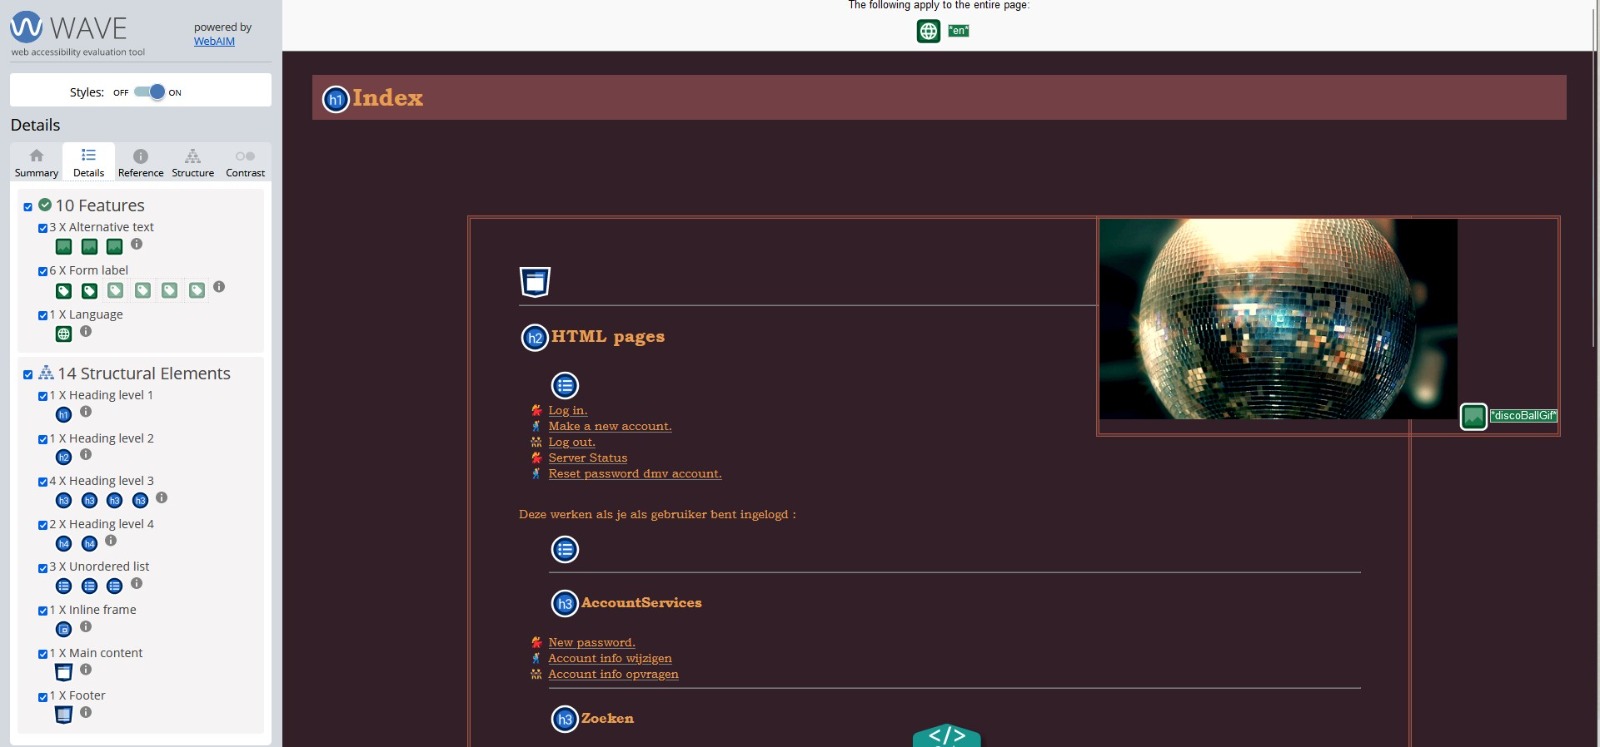 WAVE
web accessibility evaluation tool
powered by
WebAIM
Styles: OFF ON
Details
Summary Details Reference Structure Contrast
10 Features
3 X Alternative text
6 X Form label
1 X Language
14 Structural Elements
1 X Heading level 1
h1
1 X Heading level 2
h2
4 X Heading level 3
h3 h3 h3 h3
2 X Heading level 4
h4 h4
3 X Unordered list
1 X Inline frame
1 X Main content
1 X Footer
The following apply to the entire page:
*en*
h1 Index
h2 HTML pages
Log in.
Make a new account.
Log out.
Server Status
Reset password dmv account.
Deze werken als je als gebruiker bent ingelogd :
h3 AccountServices
New password.
Account info wijzigen
Account info opvragen
h3 Zoeken
*discoBallGif*
</>